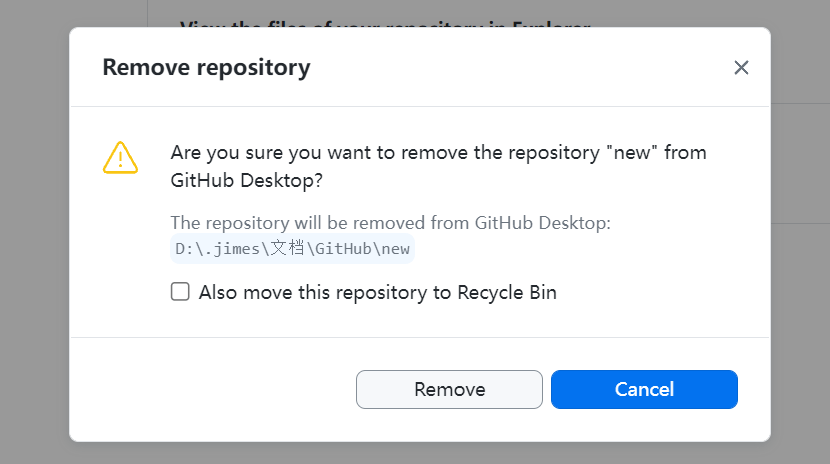 View the files of your repository in Explorer
Remove repository
Are you sure you want to remove the repository "new" from
GitHub Desktop?
The repository will be removed from GitHub Desktop:
D:\.jimes\文档\GitHub\new
Also move this repository to Recycle Bin
Remove
Cancel